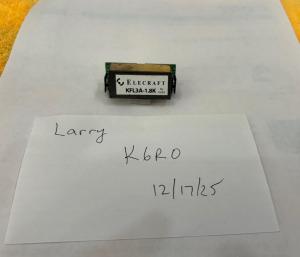 ELECRAFT
KFL3A-1.8K
Larry
K6RO
12/17/25